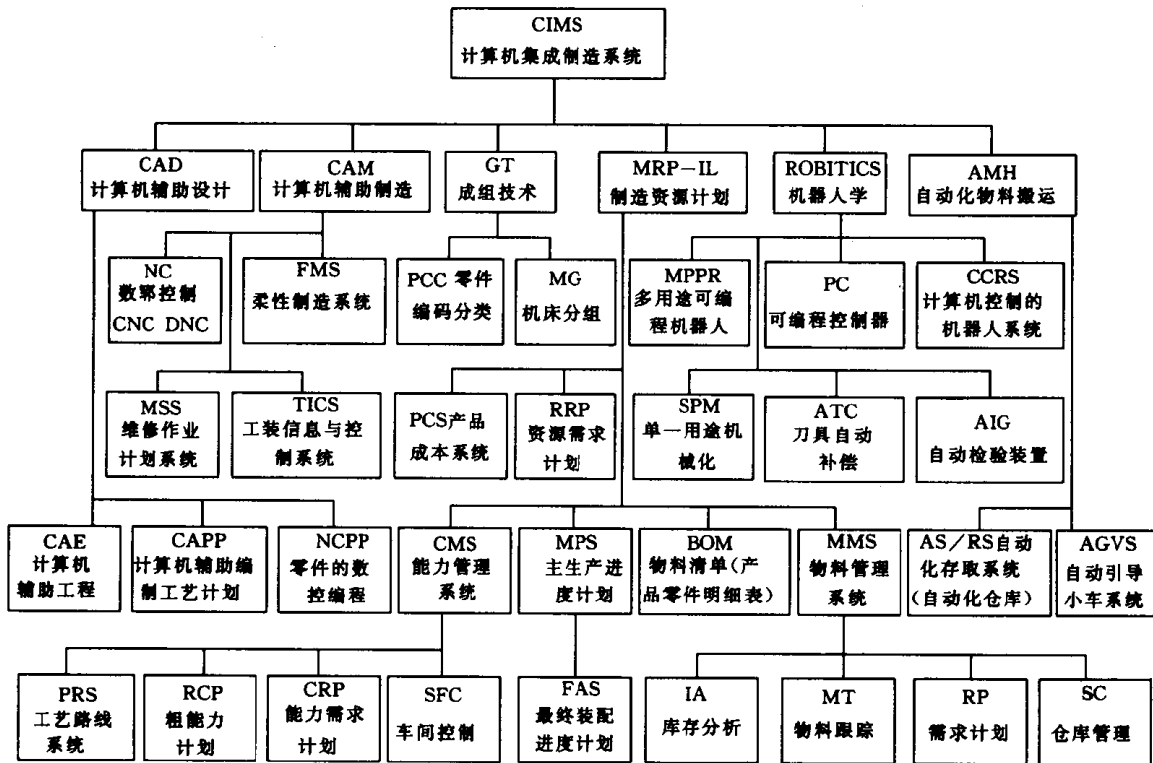 CIMS
计算机集成制造系统
CAD
计算机辅助设计
CAM
计算机辅助制造
GT
成组技术
MRP-IL
制造资源计划
ROBITICS
机器人学
AMH
自动化物料搬运
NC
数郓控制
CNC DNC
FMS
柔性制造系统
PCC 零件
编码分类
MG
机床分组
MPPR
多用途可编
程机器人
PC
可编程控制器
CCRS
计算机控制的
机器人系统
MSS
维修作业
计划系统
TICS
工装信息与控
制系统
PCS产品
成本系统
RRP
资源需求
计划
SPM
单一用途机
械化
ATC
刀具自动
补偿
AIG
自动检验装置
CAE
计算机
辅助工程
CAPP
计算机辅助编
制工艺计划
NCPP
零件的数
控编程
CMS
能力管理
系统
MPS
主生产进
度计划
BOM
物料清单(产
品零件明细表)
MMS
物料管理
系统
AS/RS自动
化存取系统
(自动化仓库)
AGVS
自动引导
小车系统
PRS
工艺路线
系统
RCP
粗能力
计划
CRP
能力需求
计划
SFC
车间控制
FAS
最终装配
进度计划
IA
库存分析
MT
物料跟踪
RP
需求计划
SC
仓库管理